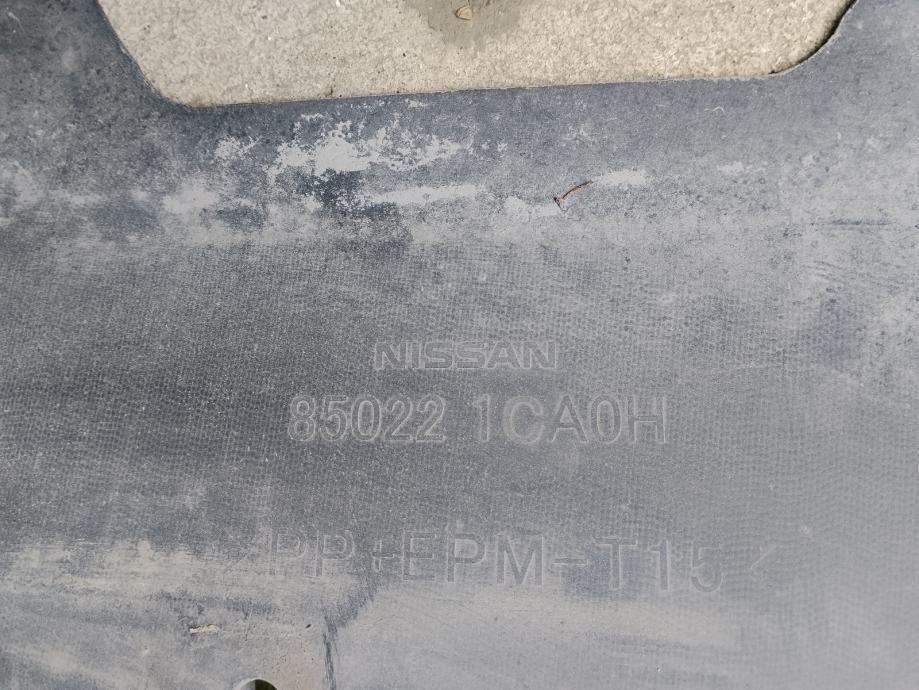 NISSAN
85022 1CA0H
>PP+EPM-T15<